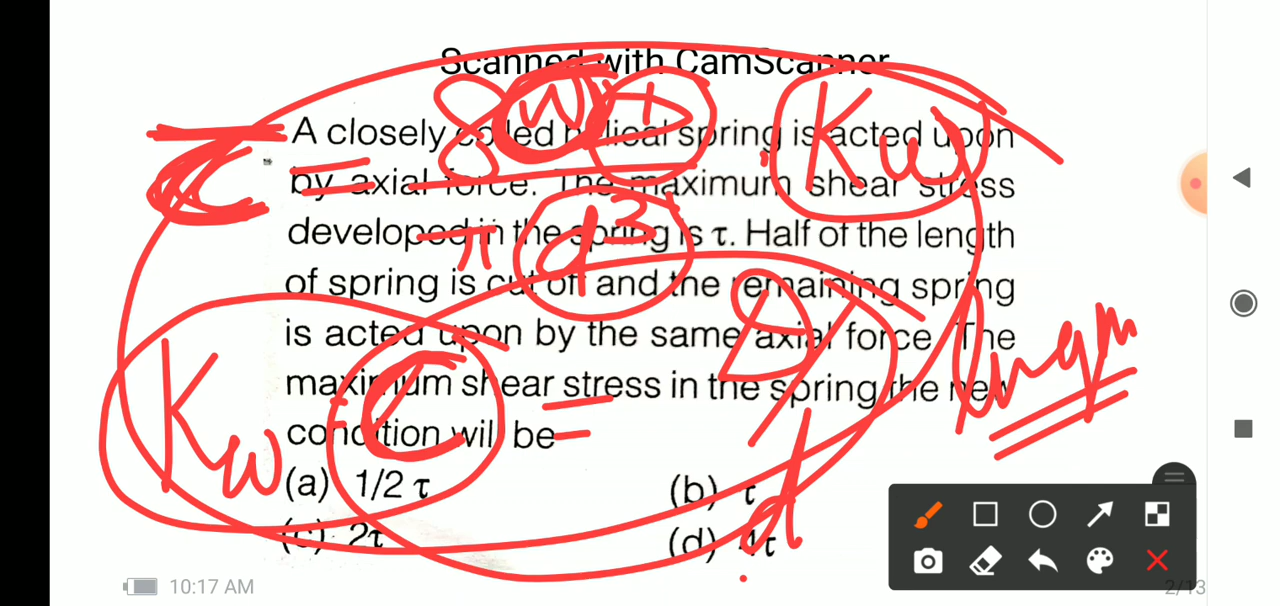 Scanned with CamScanner
A closely coiled helical spring is acted upon
by axial force. The maximum shear stress
developed in the spring is τ. Half of the length
of spring is cut off and the remaining spring
is acted upon by the same axial force. The
maximum shear stress in the spring the new
condition will be
(a) 1/2 τ (b) τ
(c) 2τ (d) 4τ
τ = 8 W D / π d³ . Kw
length
Kw C = D / d
2/13
10:17 AM